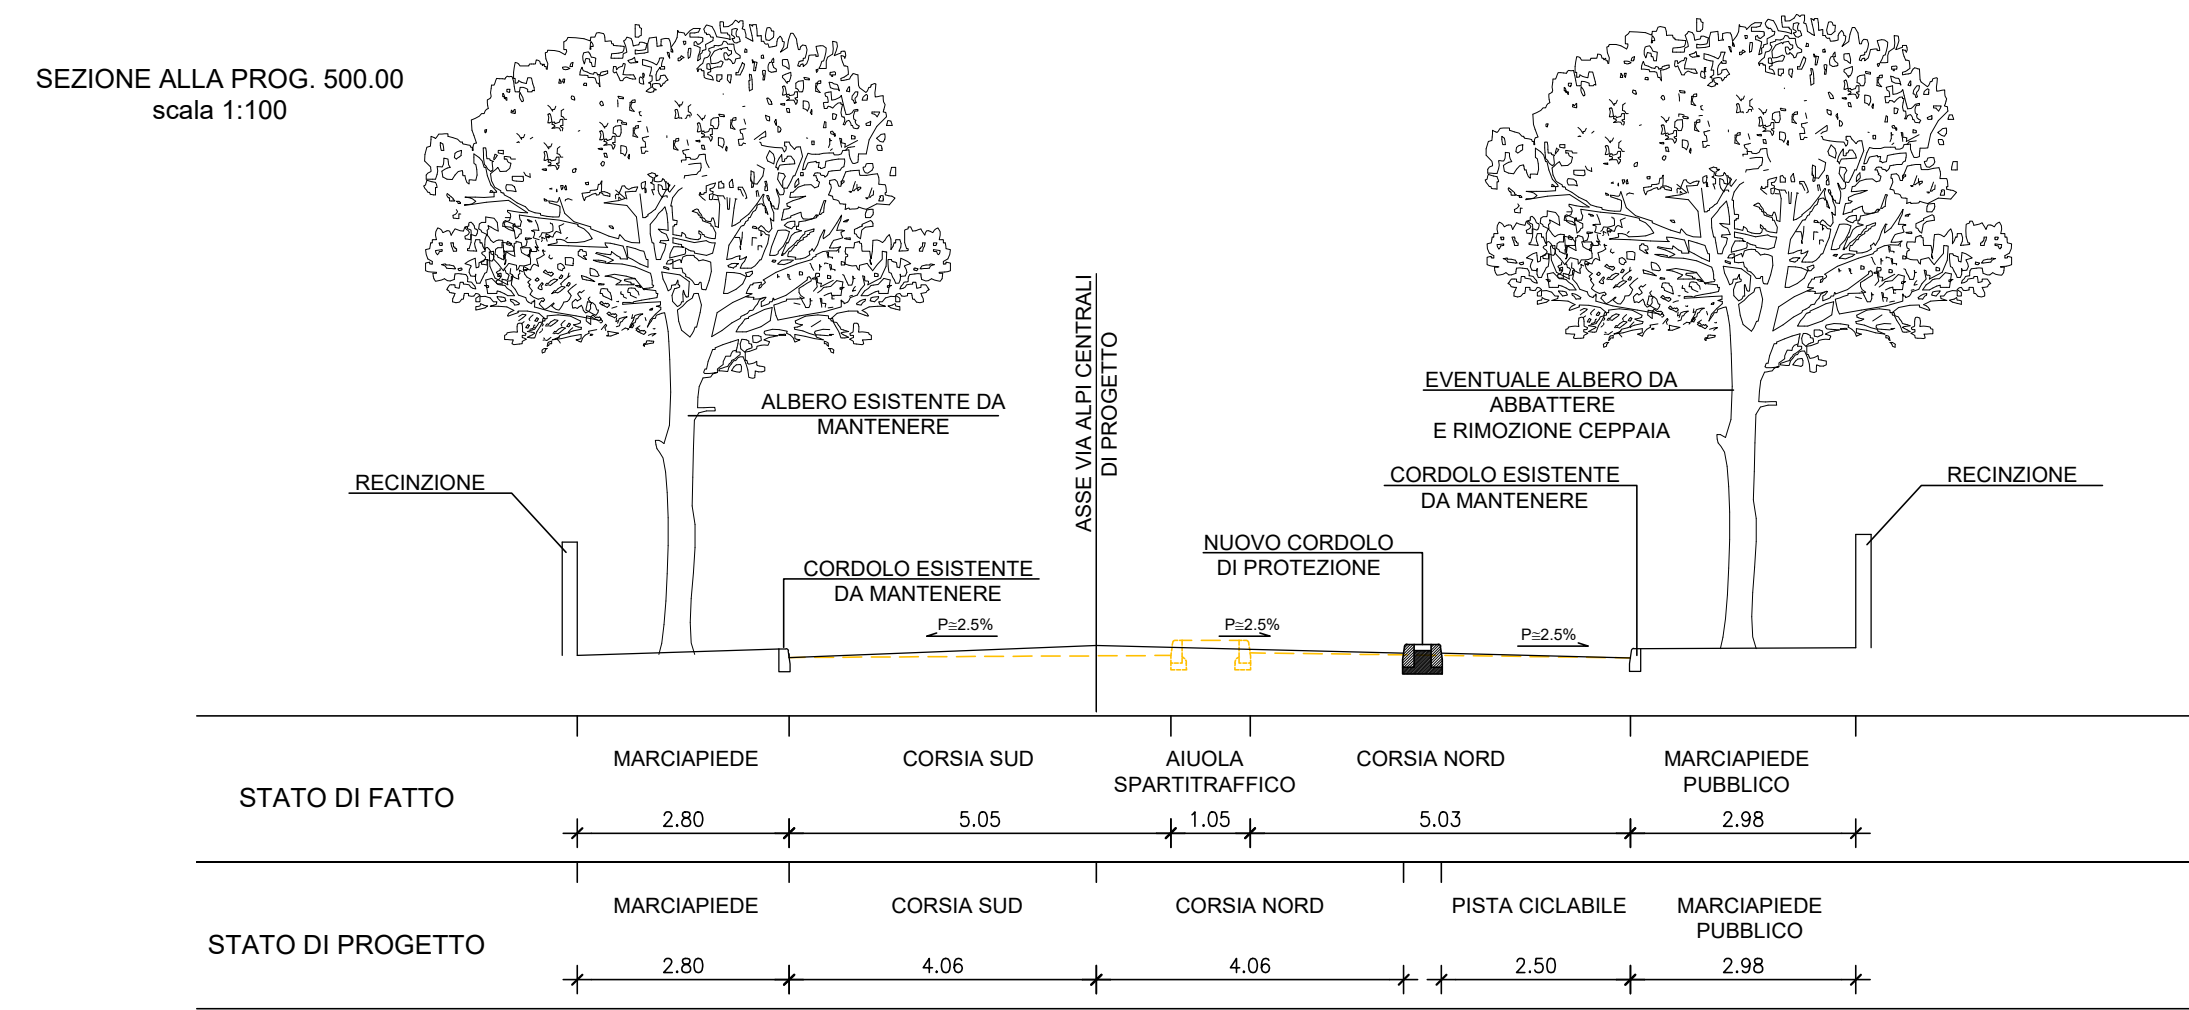 SEZIONE ALLA PROG. 500.00
scala 1:100
ASSE VIA ALPI CENTRALI
DI PROGETTO
ALBERO ESISTENTE DA
MANTENERE
EVENTUALE ALBERO DA
ABBATTERE
E RIMOZIONE CEPPAIA
RECINZIONE
CORDOLO ESISTENTE
DA MANTENERE
RECINZIONE
NUOVO CORDOLO
DI PROTEZIONE
CORDOLO ESISTENTE
DA MANTENERE
P≅2.5%
P≅2.5%
P≅2.5%
STATO DI FATTO
MARCIAPIEDE
CORSIA SUD
AIUOLA
SPARTITRAFFICO
CORSIA NORD
MARCIAPIEDE
PUBBLICO
2.80
5.05
1.05
5.03
2.98
STATO DI PROGETTO
MARCIAPIEDE
CORSIA SUD
CORSIA NORD
PISTA CICLABILE
MARCIAPIEDE
PUBBLICO
2.80
4.06
4.06
2.50
2.98